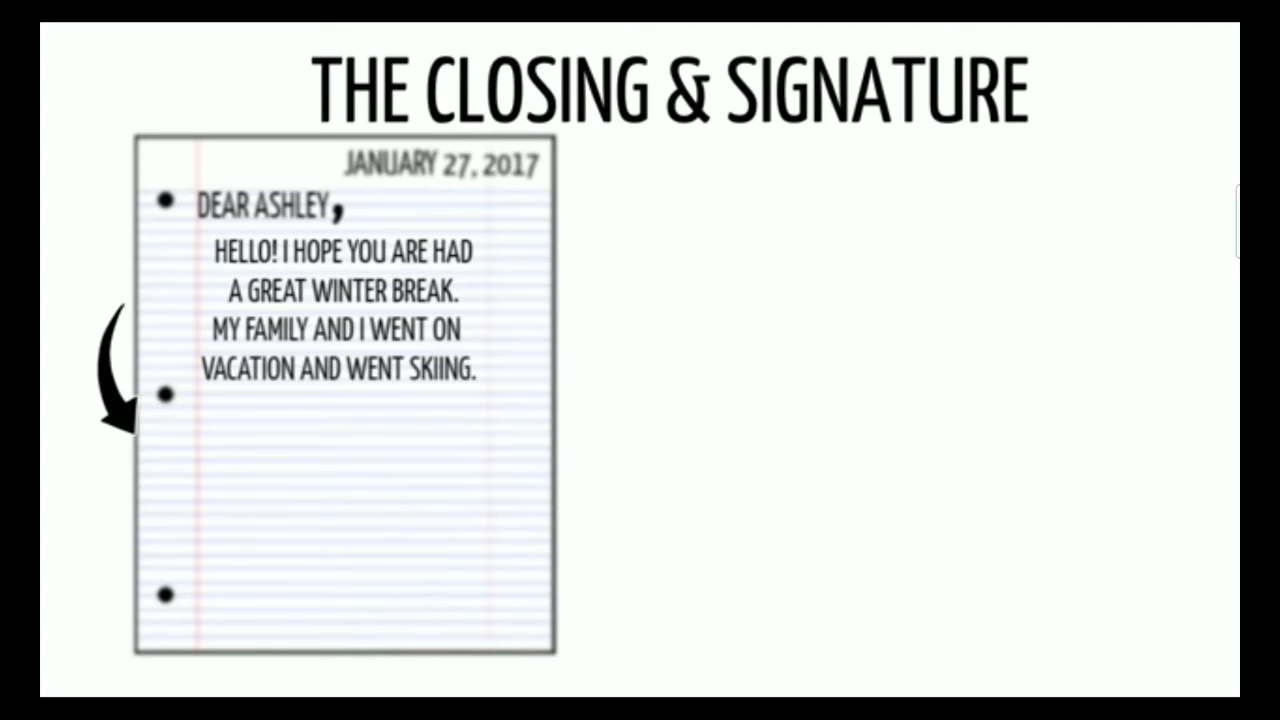 THE CLOSING & SIGNATURE
JANUARY 27, 2017
DEAR ASHLEY,
HELLO! I HOPE YOU ARE HAD
A GREAT WINTER BREAK.
MY FAMILY AND I WENT ON
VACATION AND WENT SKIING.